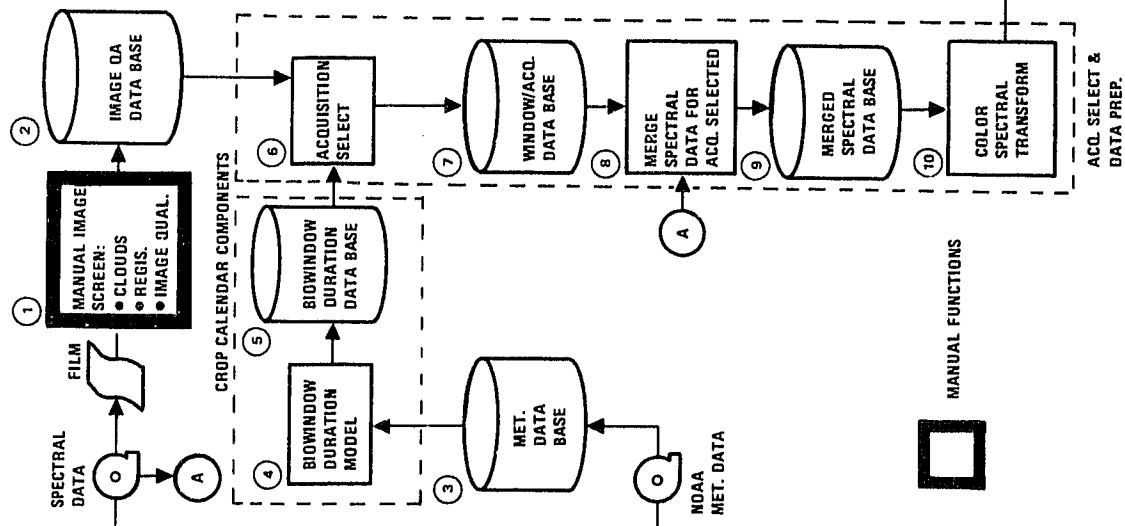 SPECTRAL
DATA
A
FILM
1
MANUAL IMAGE
SCREEN:
● CLOUDS
● REGIS.
● IMAGE QUAL.
2
IMAGE QA
DATA BASE
CROP CALENDAR COMPONENTS
4
BIOWINDOW
DURATION
MODEL
5
BIOWINDOW
DURATION
DATA BASE
6
ACQUISITION
SELECT
3
MET.
DATA
BASE
NOAA
MET. DATA
7
WINDOW/ACQ.
DATA BASE
8
MERGE
SPECTRAL
DATA FOR
ACQ. SELECTED
A
9
MERGED
SPECTRAL
DATA BASE
10
COLOR
SPECTRAL
TRANSFORM
ACQ. SELECT &
DATA PREP.
MANUAL FUNCTIONS